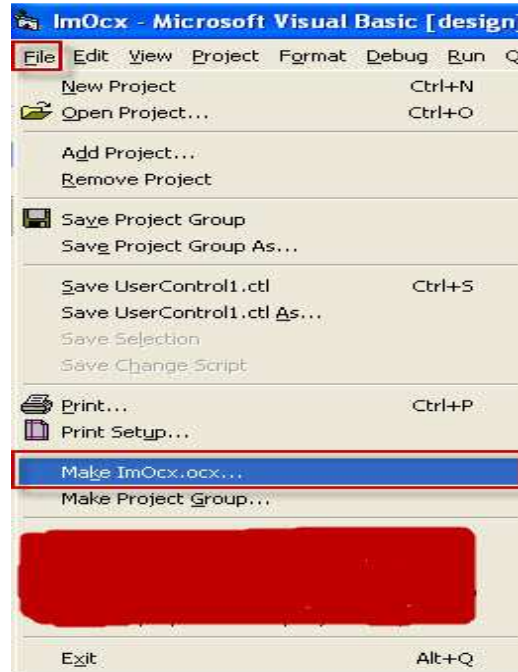 ImOcx - Microsoft Visual Basic [design]
File Edit View Project Format Debug Run Q
New Project Ctrl+N
Open Project... Ctrl+O
Add Project...
Remove Project
Save Project Group
Save Project Group As...
Save UserControl1.ctl Ctrl+S
Save UserControl1.ctl As...
Save Selection
Save Change Script
Print... Ctrl+P
Print Setup...
Make ImOcx.ocx...
Make Project Group...
Exit Alt+Q